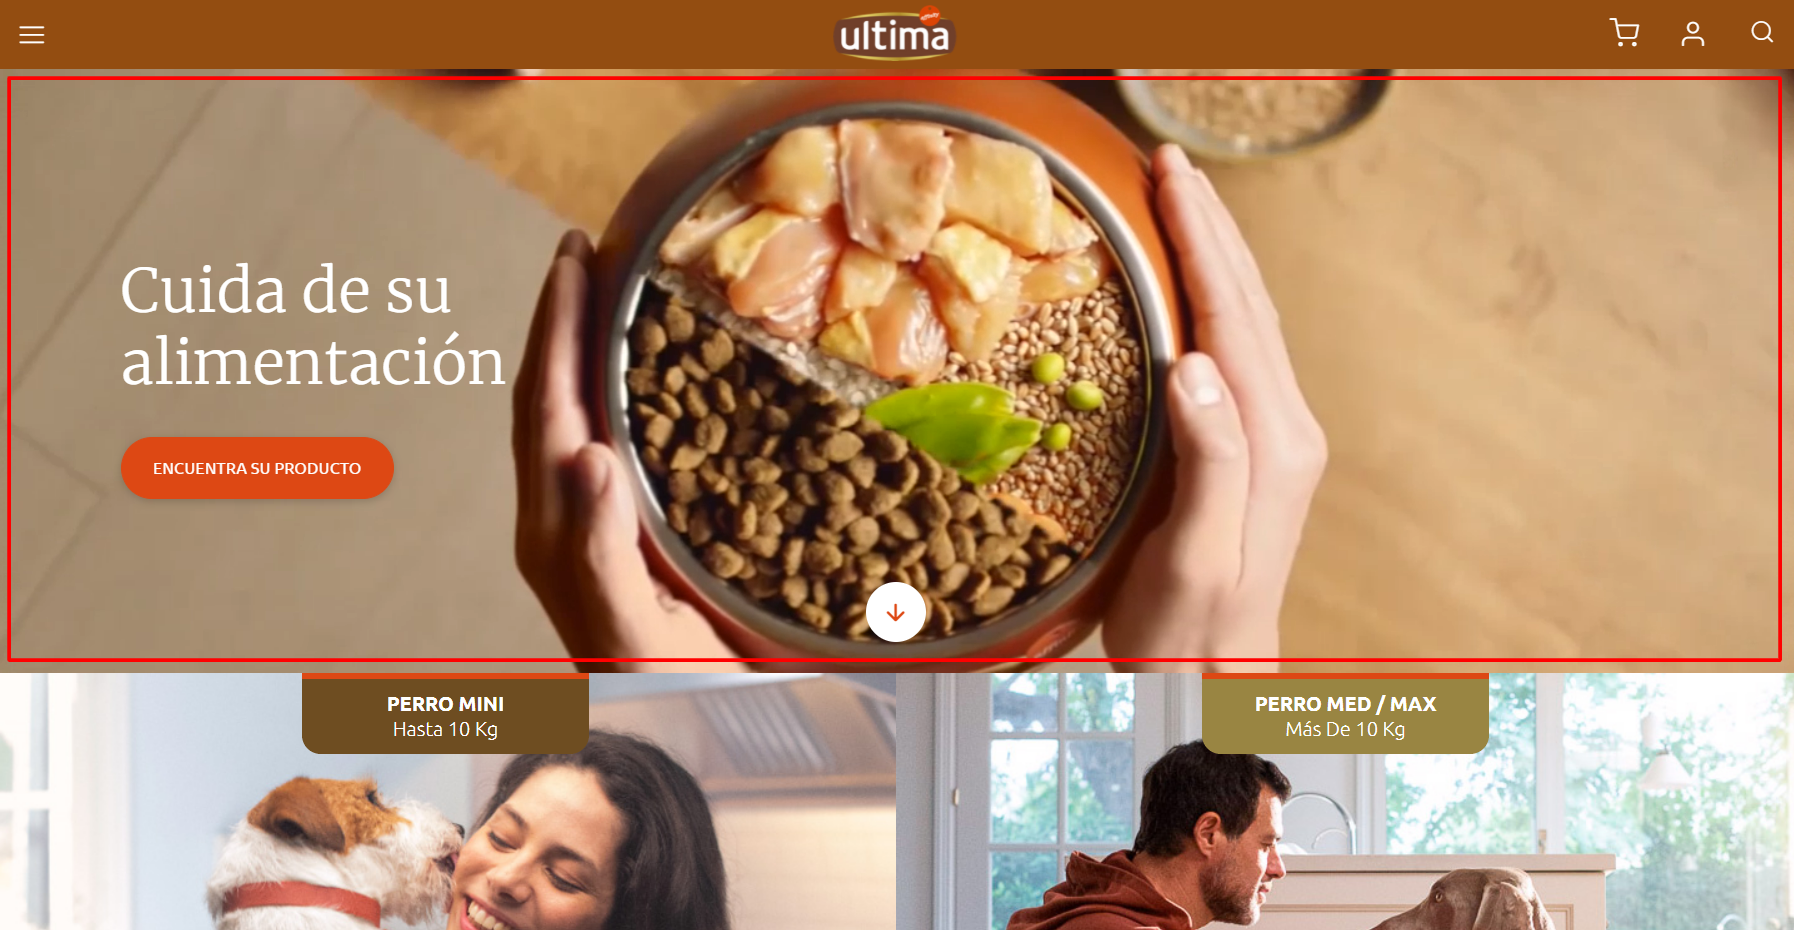 ultima
Cuida de su
alimentación
ENCUENTRA SU PRODUCTO
PERRO MINI
Hasta 10 Kg
PERRO MED / MAX
Más De 10 Kg